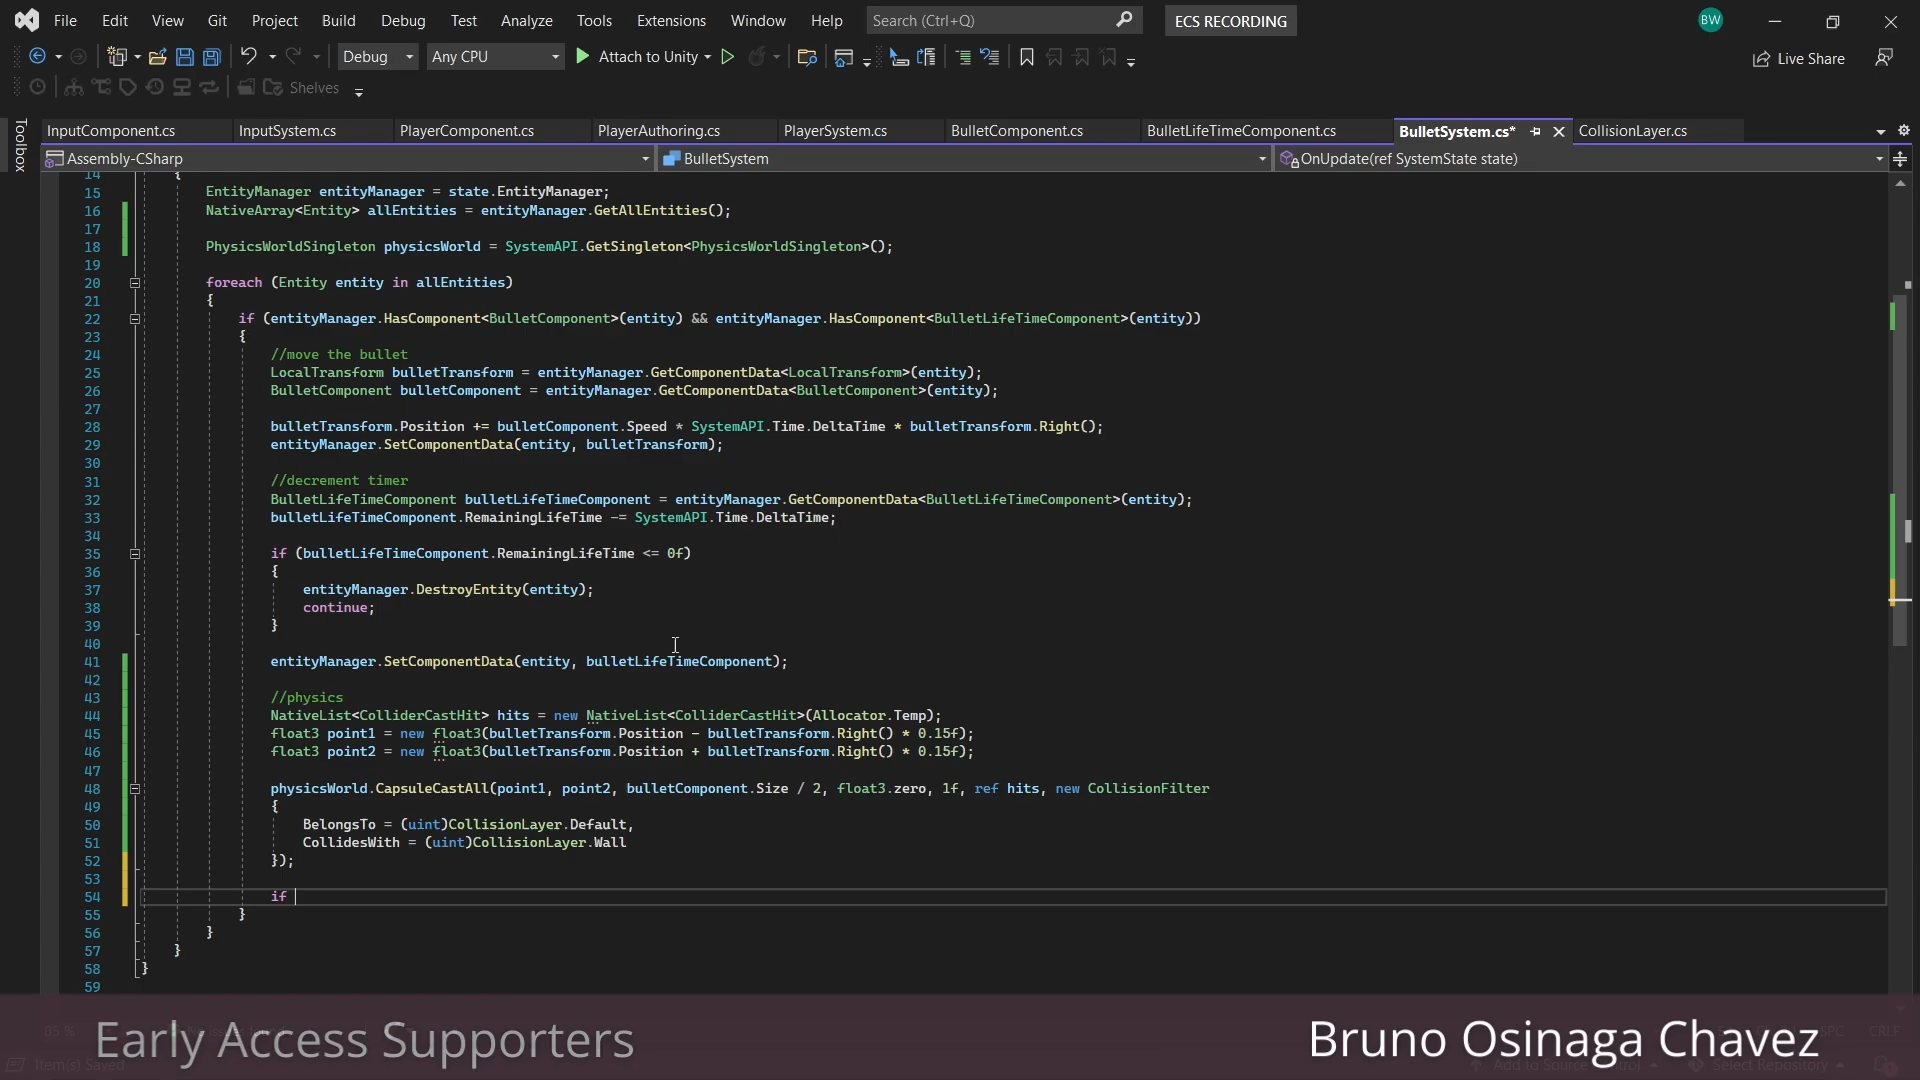 File Edit View Git Project Build Debug Test Analyze Tools Extensions Window Help Search (Ctrl+Q) ECS RECORDING BW
Debug Any CPU Attach to Unity Live Share
Shelves
Toolbox
InputComponent.cs InputSystem.cs PlayerComponent.cs PlayerAuthoring.cs PlayerSystem.cs BulletComponent.cs BulletLifeTimeComponent.cs BulletSystem.cs* CollisionLayer.cs
Assembly-CSharp BulletSystem OnUpdate(ref SystemState state)
14 {
15 EntityManager entityManager = state.EntityManager;
16 NativeArray<Entity> allEntities = entityManager.GetAllEntities();
17
18 PhysicsWorldSingleton physicsWorld = SystemAPI.GetSingleton<PhysicsWorldSingleton>();
19
20 foreach (Entity entity in allEntities)
21 {
22 if (entityManager.HasComponent<BulletComponent>(entity) && entityManager.HasComponent<BulletLifeTimeComponent>(entity))
23 {
24 //move the bullet
25 LocalTransform bulletTransform = entityManager.GetComponentData<LocalTransform>(entity);
26 BulletComponent bulletComponent = entityManager.GetComponentData<BulletComponent>(entity);
27
28 bulletTransform.Position += bulletComponent.Speed * SystemAPI.Time.DeltaTime * bulletTransform.Right();
29 entityManager.SetComponentData(entity, bulletTransform);
30
31 //decrement timer
32 BulletLifeTimeComponent bulletLifeTimeComponent = entityManager.GetComponentData<BulletLifeTimeComponent>(entity);
33 bulletLifeTimeComponent.RemainingLifeTime -= SystemAPI.Time.DeltaTime;
34
35 if (bulletLifeTimeComponent.RemainingLifeTime <= 0f)
36 {
37 entityManager.DestroyEntity(entity);
38 continue;
39 }
40
41 entityManager.SetComponentData(entity, bulletLifeTimeComponent);
42
43 //physics
44 NativeList<ColliderCastHit> hits = new NativeList<ColliderCastHit>(Allocator.Temp);
45 float3 point1 = new float3(bulletTransform.Position - bulletTransform.Right() * 0.15f);
46 float3 point2 = new float3(bulletTransform.Position + bulletTransform.Right() * 0.15f);
47
48 physicsWorld.CapsuleCastAll(point1, point2, bulletComponent.Size / 2, float3.zero, 1f, ref hits, new CollisionFilter
49 {
50 BelongsTo = (uint)CollisionLayer.Default,
51 CollidesWith = (uint)CollisionLayer.Wall
52 });
53
54 if
55 }
56 }
57 }
58 }
59
85 % SPC CRLF
Early Access Supporters Bruno Osinaga Chavez
Item(s) Saved Add to Source Control Select Repository